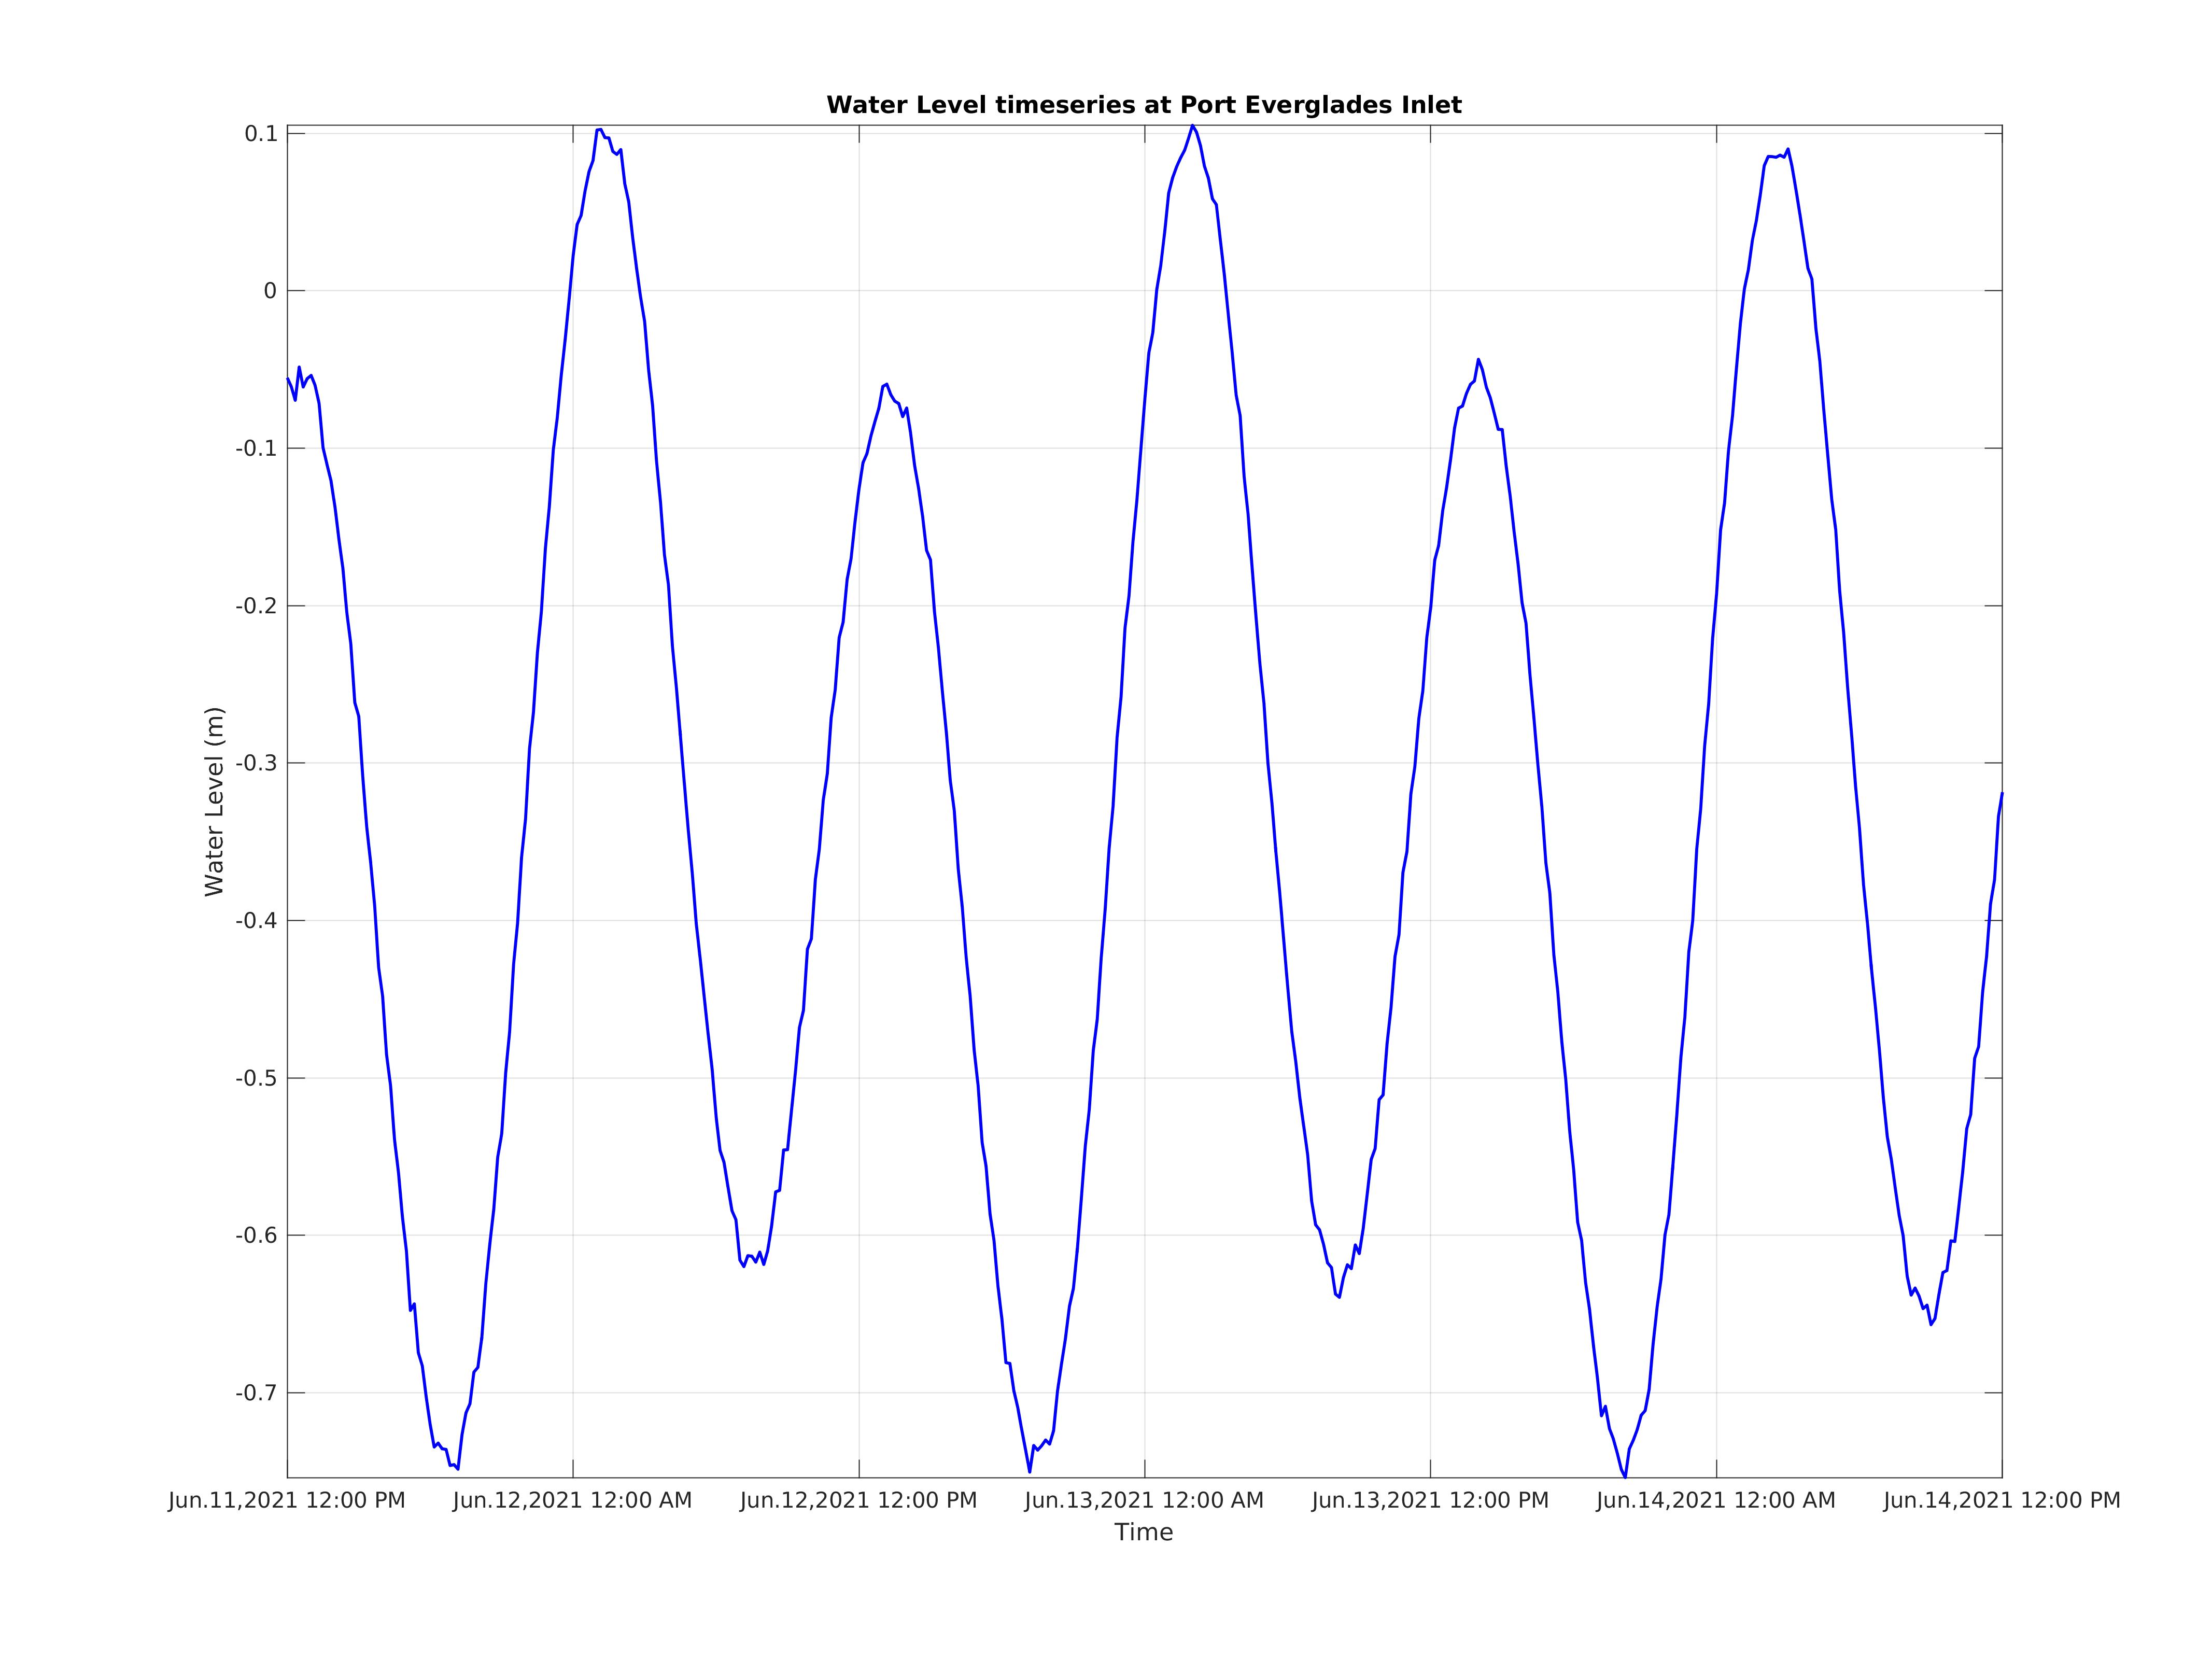 Water Level timeseries at Port Everglades Inlet
0.1
0
-0.1
-0.2
-0.3
-0.4
-0.5
-0.6
-0.7
Water Level (m)
Jun.11,2021 12:00 PM Jun.12,2021 12:00 AM Jun.12,2021 12:00 PM Jun.13,2021 12:00 AM Jun.13,2021 12:00 PM Jun.14,2021 12:00 AM Jun.14,2021 12:00 PM
Time